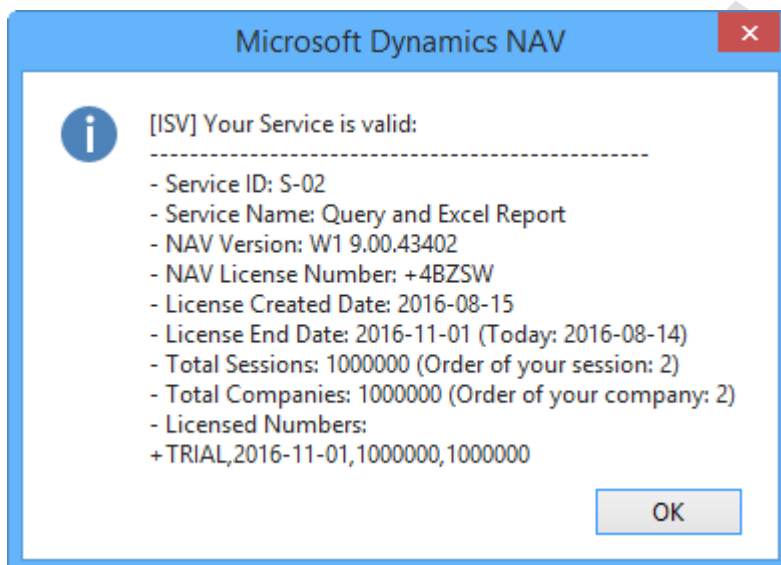 Microsoft Dynamics NAV
[ISV] Your Service is valid:
--------------------------------------------------
- Service ID: S-02
- Service Name: Query and Excel Report
- NAV Version: W1 9.00.43402
- NAV License Number: +4BZSW
- License Created Date: 2016-08-15
- License End Date: 2016-11-01 (Today: 2016-08-14)
- Total Sessions: 1000000 (Order of your session: 2)
- Total Companies: 1000000 (Order of your company: 2)
- Licensed Numbers:
+TRIAL,2016-11-01,1000000,1000000
OK